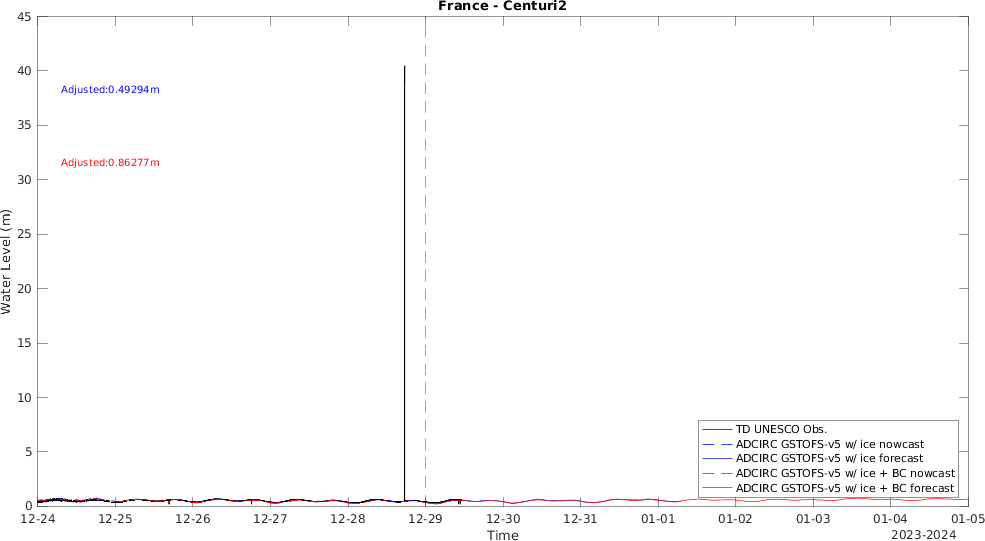 France - Centuri2
45
40
35
30
25
20
15
10
5
0
Water Level (m)
Adjusted:0.49294m
Adjusted:0.86277m
TD UNESCO Obs.
ADCIRC GSTOFS-v5 w/ ice nowcast
ADCIRC GSTOFS-v5 w/ ice forecast
ADCIRC GSTOFS-v5 w/ ice + BC nowcast
ADCIRC GSTOFS-v5 w/ ice + BC forecast
12-24 12-25 12-26 12-27 12-28 12-29 12-30 12-31 01-01 01-02 01-03 01-04 01-05
Time
2023-2024